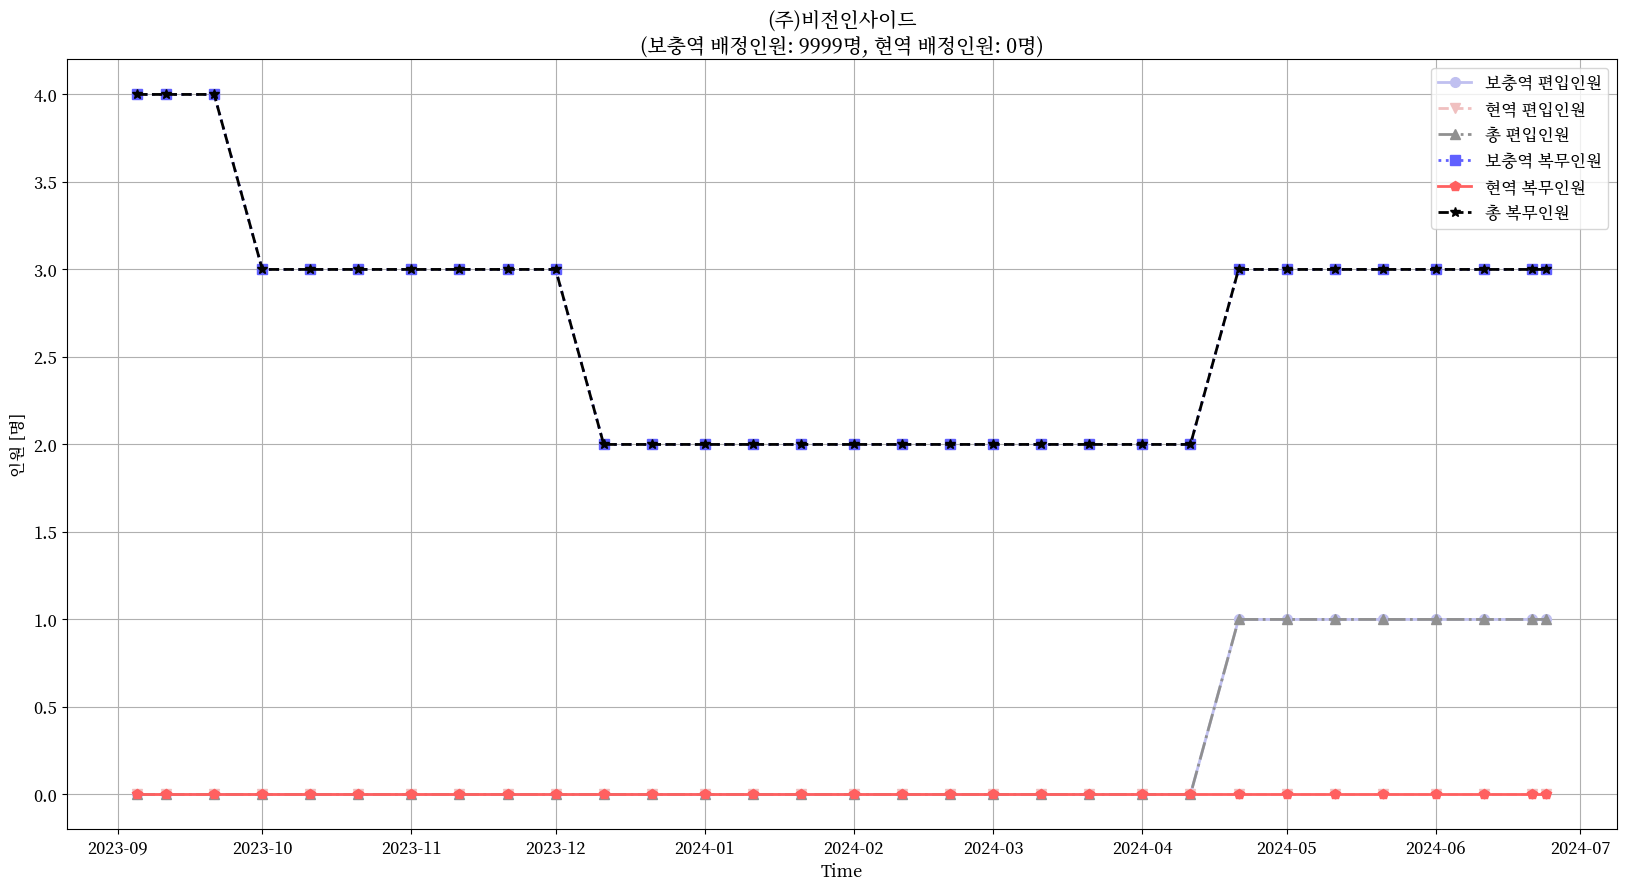 (주)비전인사이드
(보충역 배정인원: 9999명, 현역 배정인원: 0명)
보충역 편입인원
현역 편입인원
총 편입인원
보충역 복무인원
현역 복무인원
총 복무인원
인원 [명]
4.0
3.5
3.0
2.5
2.0
1.5
1.0
0.5
0.0
2023-09 2023-10 2023-11 2023-12 2024-01 2024-02 2024-03 2024-04 2024-05 2024-06 2024-07
Time